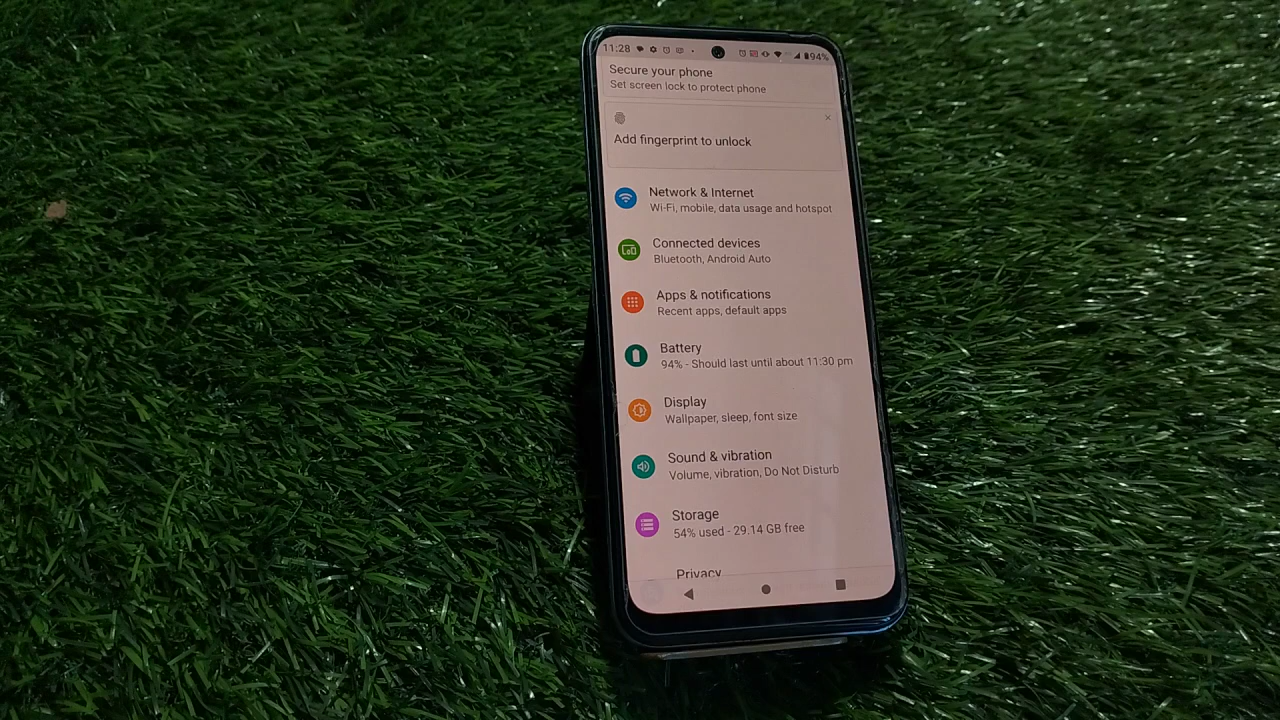 11:28
94%
Secure your phone
Set screen lock to protect phone
Add fingerprint to unlock
Network & Internet
Wi-Fi, mobile, data usage and hotspot
Connected devices
Bluetooth, Android Auto
Apps & notifications
Recent apps, default apps
Battery
94% - Should last until about 11:30 pm
Display
Wallpaper, sleep, font size
Sound & vibration
Volume, vibration, Do Not Disturb
Storage
54% used - 29.14 GB free
Privacy